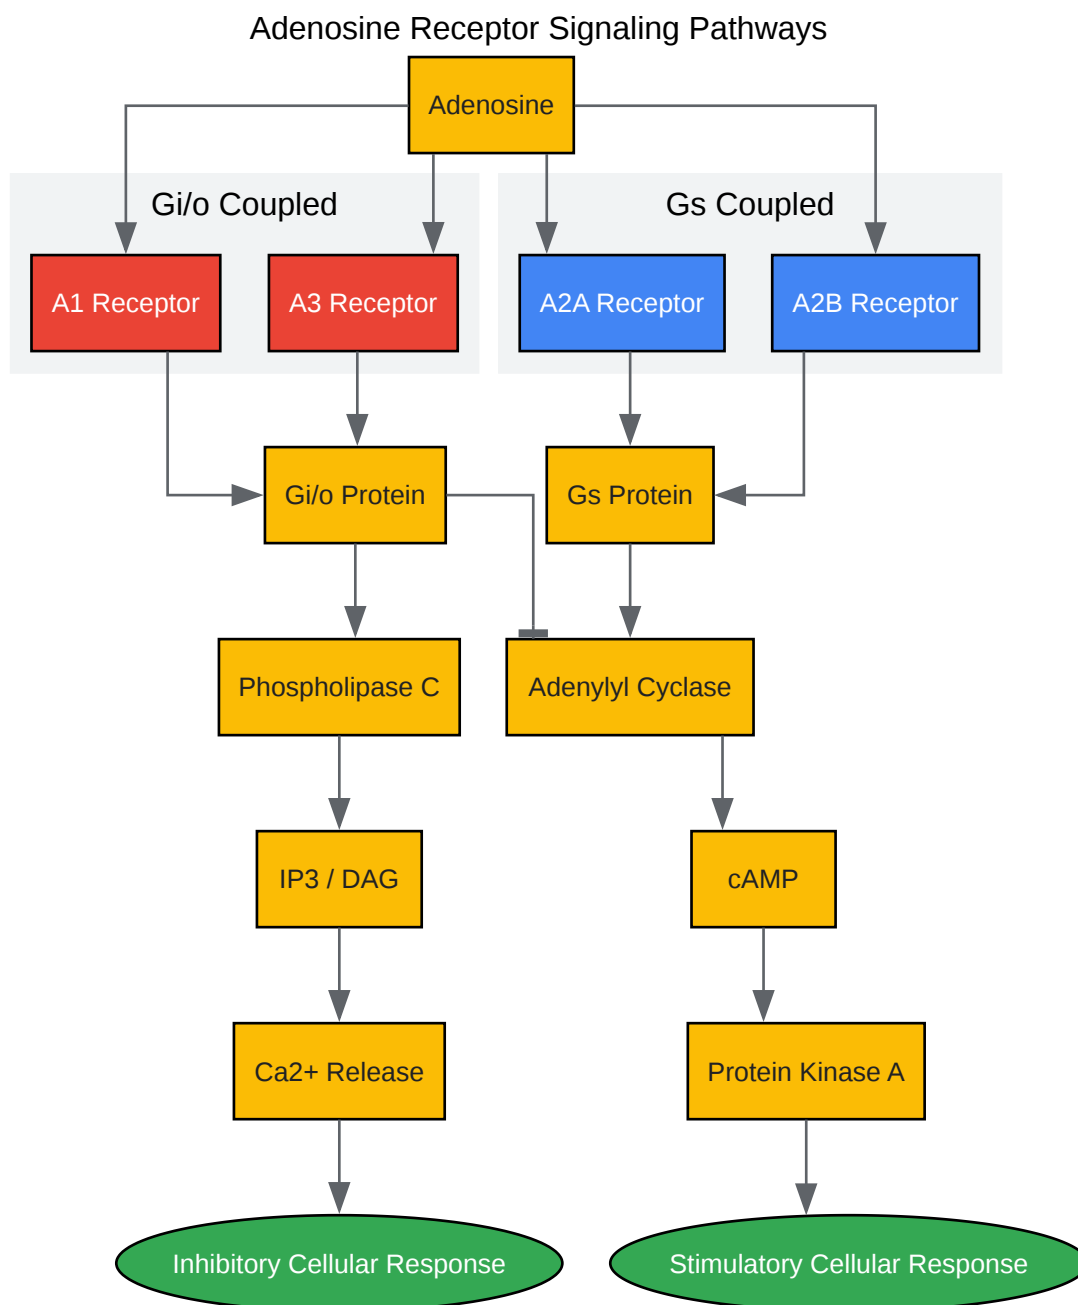 Adenosine Receptor Signaling Pathways
Adenosine
Gi/o Coupled
Gs Coupled
A1 Receptor
A3 Receptor
A2A Receptor
A2B Receptor
Gi/o Protein
Gs Protein
Phospholipase C
Adenylyl Cyclase
IP3 / DAG
cAMP
Ca2+ Release
Protein Kinase A
Inhibitory Cellular Response
Stimulatory Cellular Response